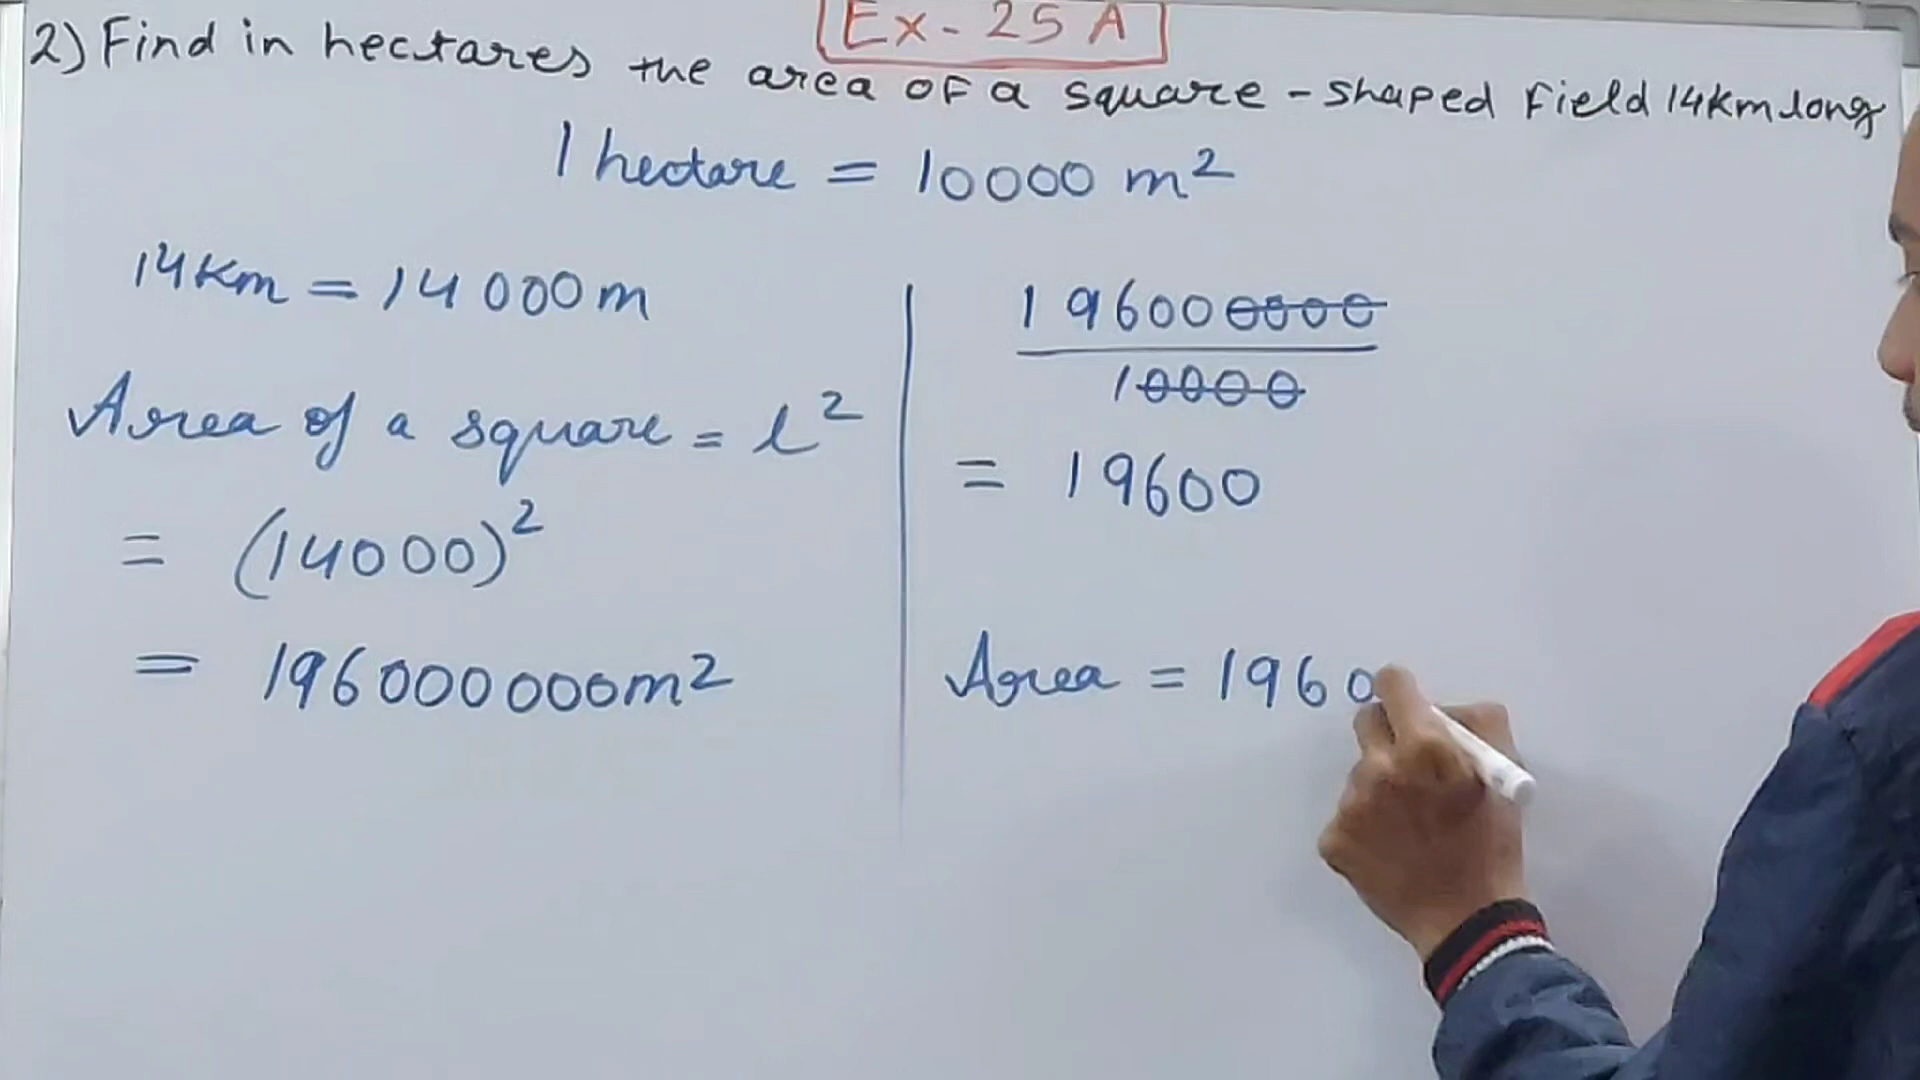 Ex - 25 A
2) Find in hectares the area of a square - shaped field 14km long
1 hectare = 10000 m²
14km = 14000m
Area of a square = l²
= (14000)²
= 196000000m²
196000000
10000
= 19600
Area = 1960